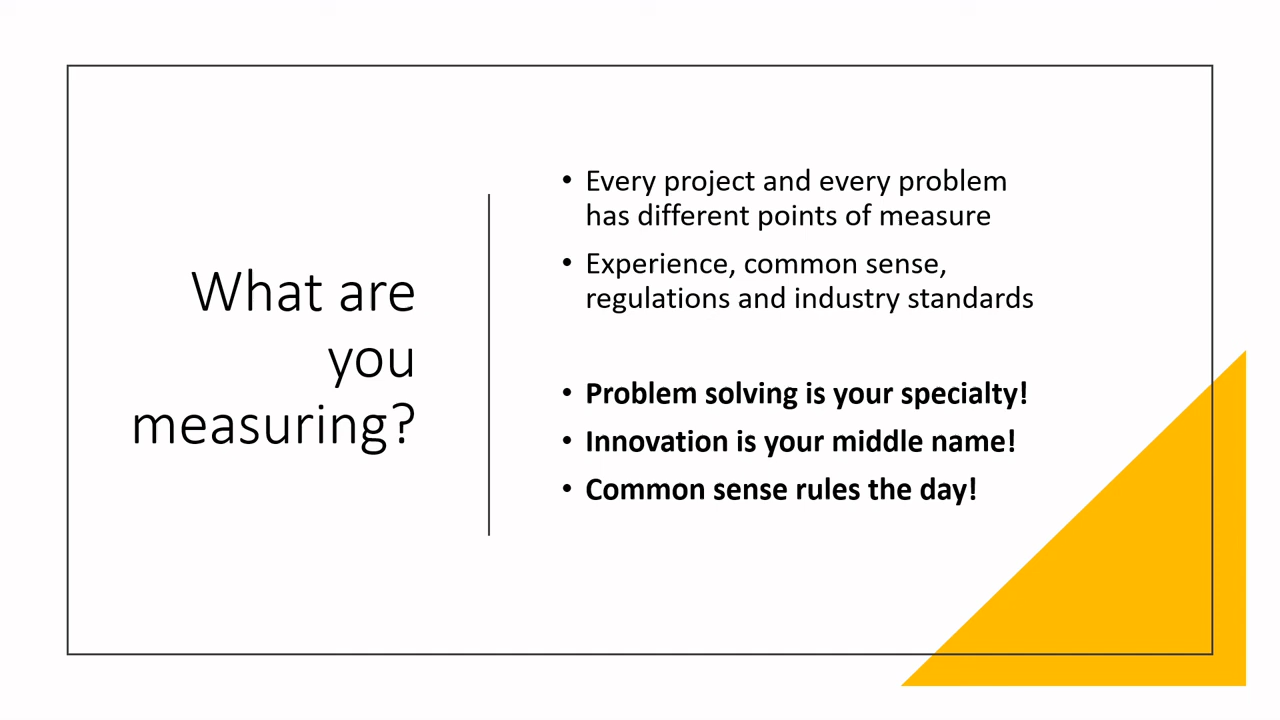 What are
you
measuring?
• Every project and every problem
has different points of measure
• Experience, common sense,
regulations and industry standards
• Problem solving is your specialty!
• Innovation is your middle name!
• Common sense rules the day!